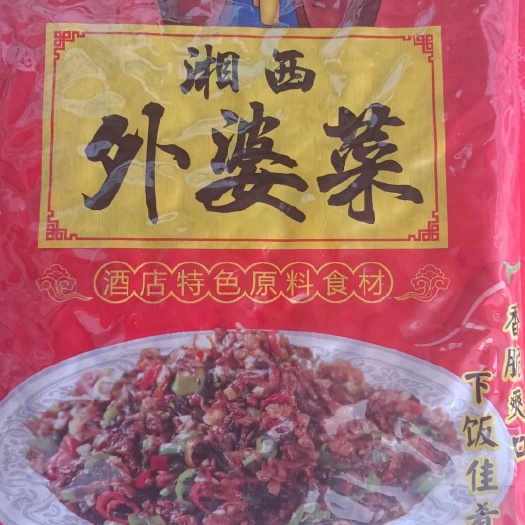 湘西
外婆菜
酒店特色原料食材
香脆爽口
下饭佳肴